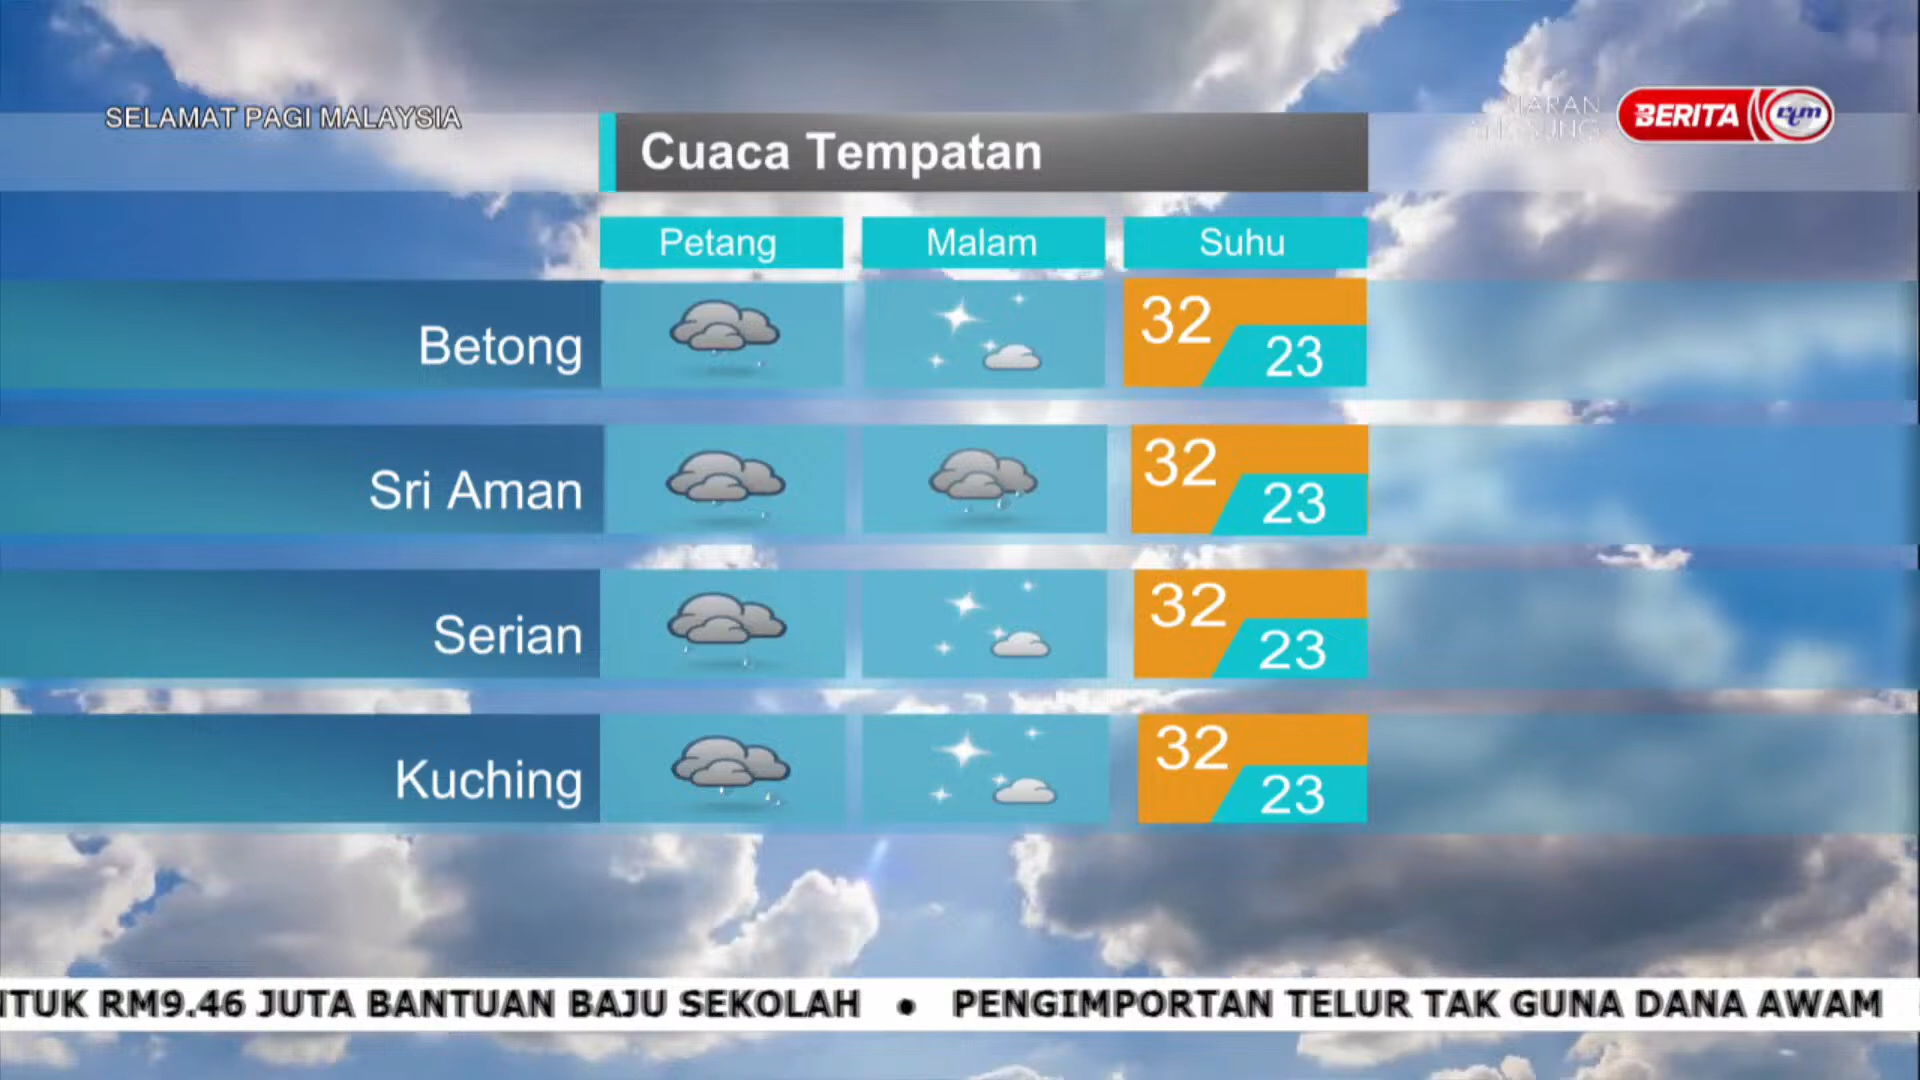 SELAMAT PAGI MALAYSIA
BERITA rtm
Cuaca Tempatan
Petang Malam Suhu
Betong 32 23
Sri Aman 32 23
Serian 32 23
Kuching 32 23
RM9.46 JUTA BANTUAN BAJU SEKOLAH • PENGIMPORTAN TELUR TAK GUNA DANA AWAM